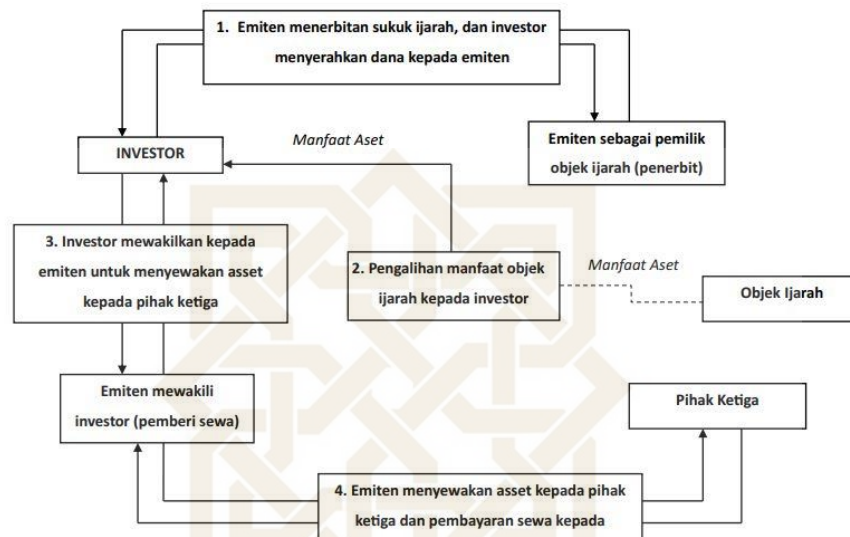 1. Emiten menerbitan sukuk ijarah, dan investor
menyerahkan dana kepada emiten
Manfaat Aset
INVESTOR
Emiten sebagai pemilik
objek ijarah (penerbit)
3. Investor mewakilkan kepada
emiten untuk menyewakan asset
kepada pihak ketiga
2. Pengalihan manfaat objek
ijarah kepada investor
Manfaat Aset
Objek Ijarah
Emiten mewakili
investor (pemberi sewa)
Pihak Ketiga
4. Emiten menyewakan asset kepada pihak
ketiga dan pembayaran sewa kepada